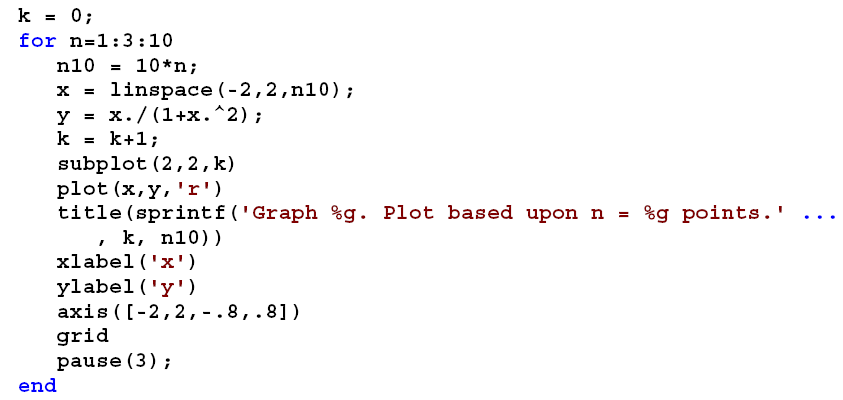 k = 0;
for n=1:3:10
   n10 = 10*n;
   x = linspace(-2,2,n10);
   y = x./(1+x.^2);
   k = k+1;
   subplot(2,2,k)
   plot(x,y,'r')
   title(sprintf('Graph %g. Plot based upon n = %g points.' ...
      , k, n10))
   xlabel('x')
   ylabel('y')
   axis([-2,2,-.8,.8])
   grid
   pause(3);
end